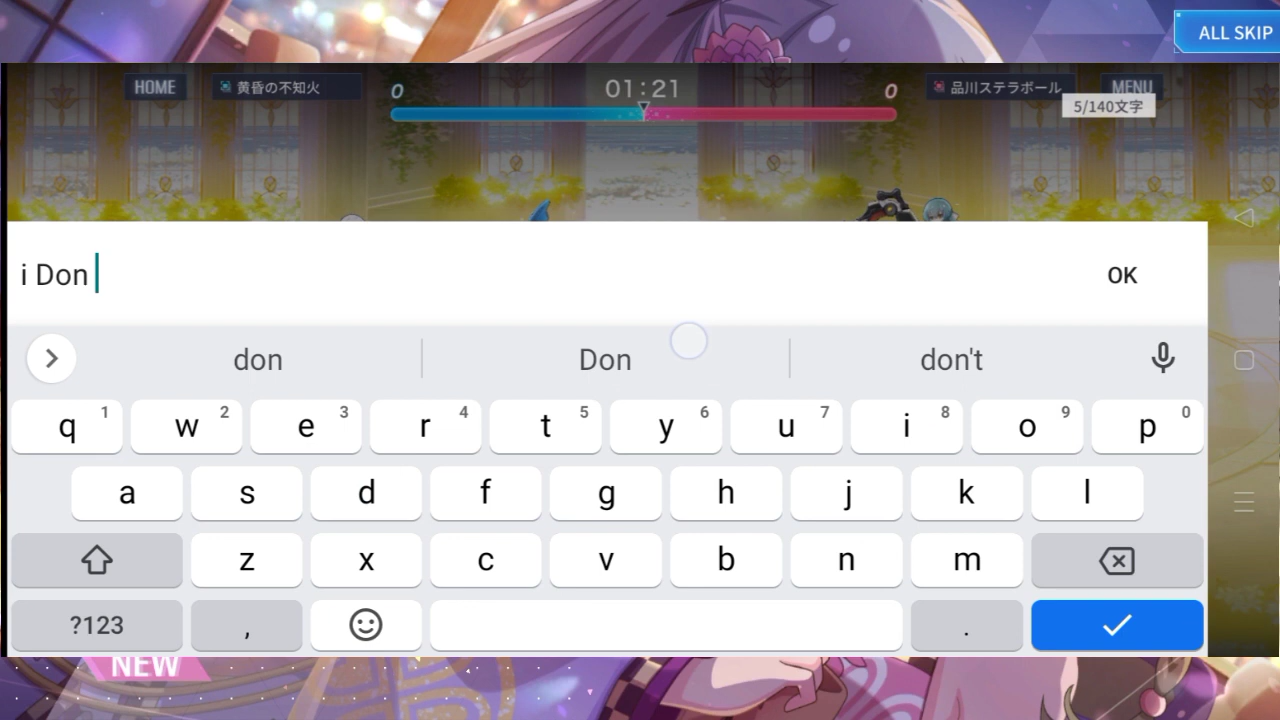 ALL SKIP
HOME
黄昏の不知火
0
01:21
0
品川ステラボール
MENU
5/140文字
i Don
OK
don
Don
don't
q 1 w 2 e 3 r 4 t 5 y 6 u 7 i 8 o 9 p 0
a s d f g h j k l
z x c v b n m
?123 , .
NEW